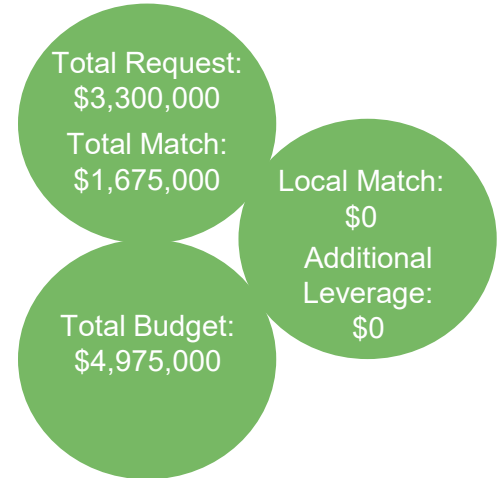 Total Request:
$3,300,000
Total Match:
$1,675,000
Local Match:
$0
Additional
Leverage:
$0
Total Budget:
$4,975,000